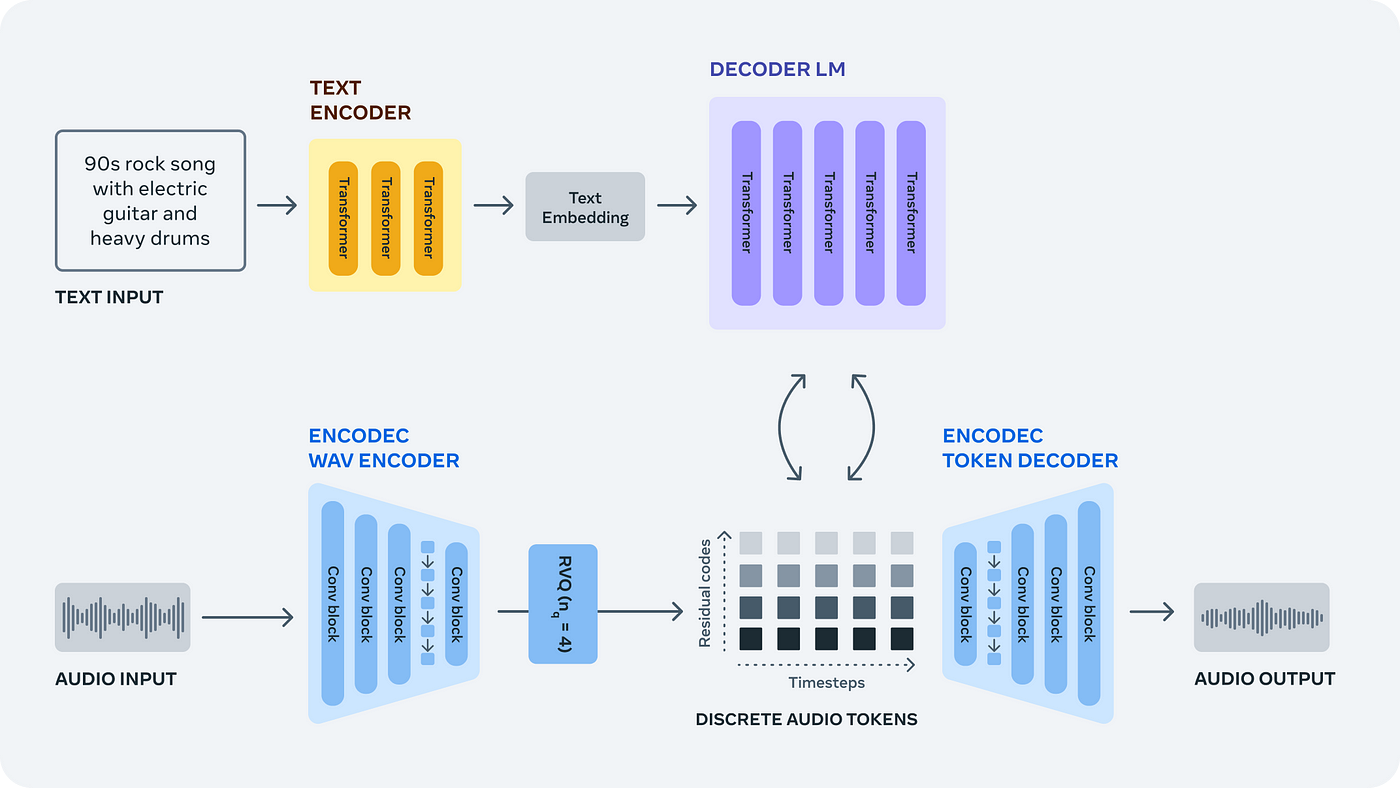 TEXT
ENCODER
DECODER LM
90s rock song
with electric
guitar and
heavy drums
TEXT INPUT
Transformer
Transformer
Transformer
Text
Embedding
Transformer
Transformer
Transformer
Transformer
Transformer
ENCODEC
WAV ENCODER
ENCODEC
TOKEN DECODER
AUDIO INPUT
Conv block
Conv block
Conv block
Conv block
RVQ (n_q = 4)
Residual codes
Timesteps
DISCRETE AUDIO TOKENS
Conv block
Conv block
Conv block
Conv block
AUDIO OUTPUT